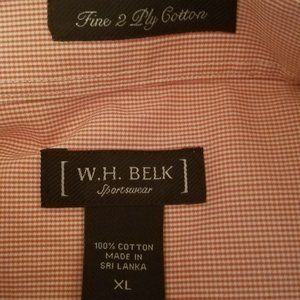 Fine 2 Ply Cotton
[ W.H. BELK ]
Sportswear
100% COTTON
MADE IN
SRI LANKA
XL